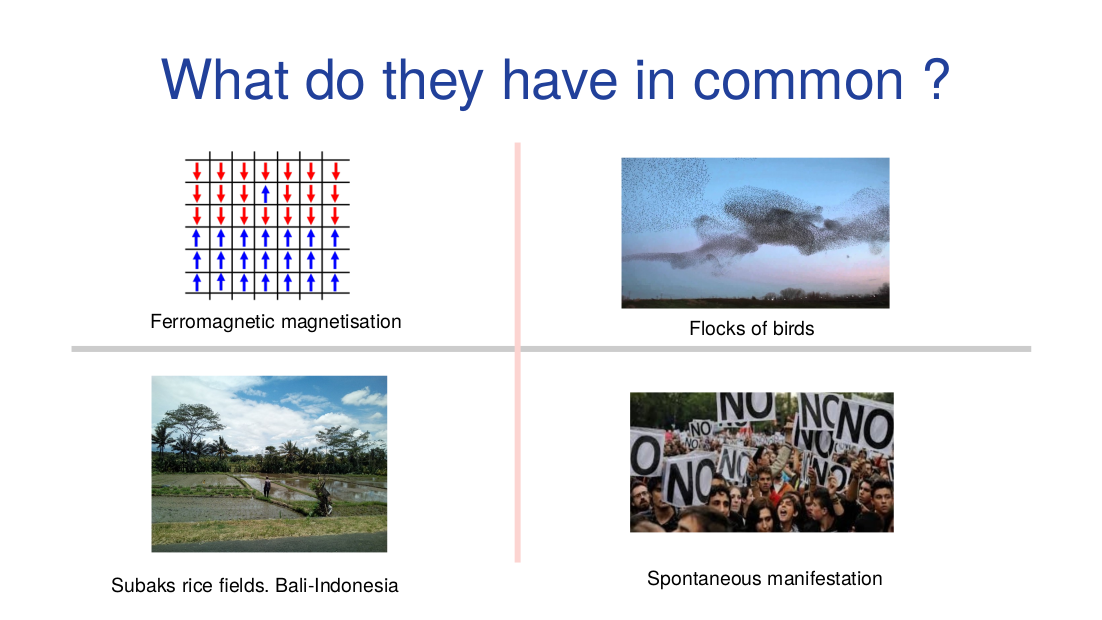 What do they have in common ?
Ferromagnetic magnetisation
Flocks of birds
Subaks rice fields. Bali-Indonesia
NO
NO
NO
NO
NO
NO
NO
NO
Spontaneous manifestation